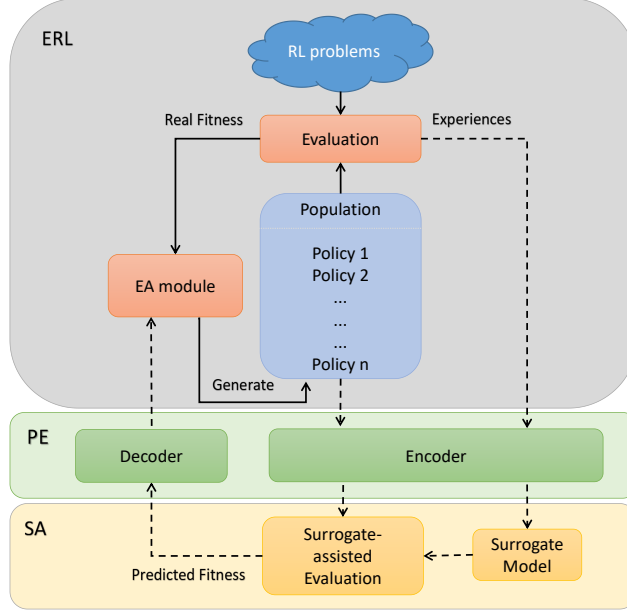 ERL
RL problems
Real Fitness
Experiences
Evaluation
Population
Policy 1
Policy 2
...
...
...
Policy n
EA module
Generate
PE
Decoder
Encoder
SA
Surrogate-
assisted
Evaluation
Surrogate
Model
Predicted Fitness